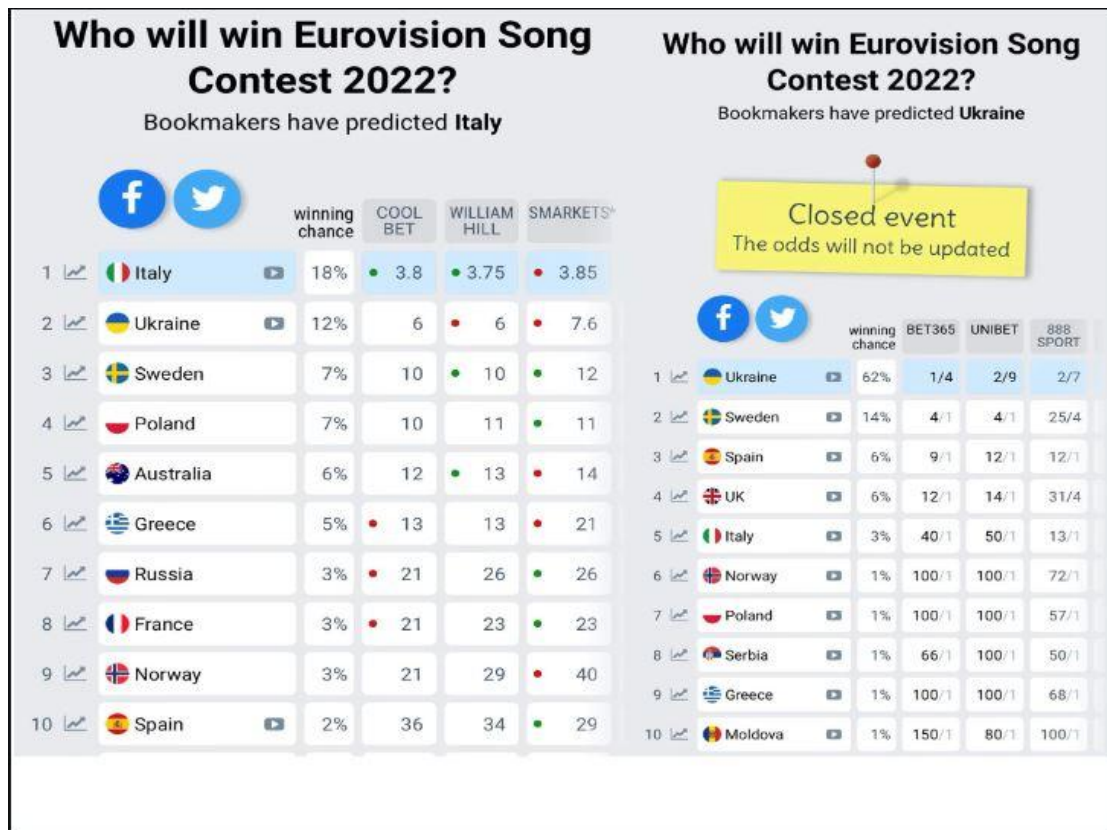 Who will win Eurovision Song
Contest 2022?
Bookmakers have predicted Italy
winning chance COOL BET WILLIAM HILL SMARKETS*
1 Italy 18% 3.8 3.75 3.85
2 Ukraine 12% 6 6 7.6
3 Sweden 7% 10 10 12
4 Poland 7% 10 11 11
5 Australia 6% 12 13 14
6 Greece 5% 13 13 21
7 Russia 3% 21 26 26
8 France 3% 21 23 23
9 Norway 3% 21 29 40
10 Spain 2% 36 34 29
Who will win Eurovision Song
Contest 2022?
Bookmakers have predicted Ukraine
Closed event
The odds will not be updated
winning chance BET365 UNIBET 888 SPORT
1 Ukraine 62% 1/4 2/9 2/7
2 Sweden 14% 4/1 4/1 25/4
3 Spain 6% 9/1 12/1 12/1
4 UK 6% 12/1 14/1 31/4
5 Italy 3% 40/1 50/1 13/1
6 Norway 1% 100/1 100/1 72/1
7 Poland 1% 100/1 100/1 57/1
8 Serbia 1% 66/1 100/1 50/1
9 Greece 1% 100/1 100/1 68/1
10 Moldova 1% 150/1 80/1 100/1